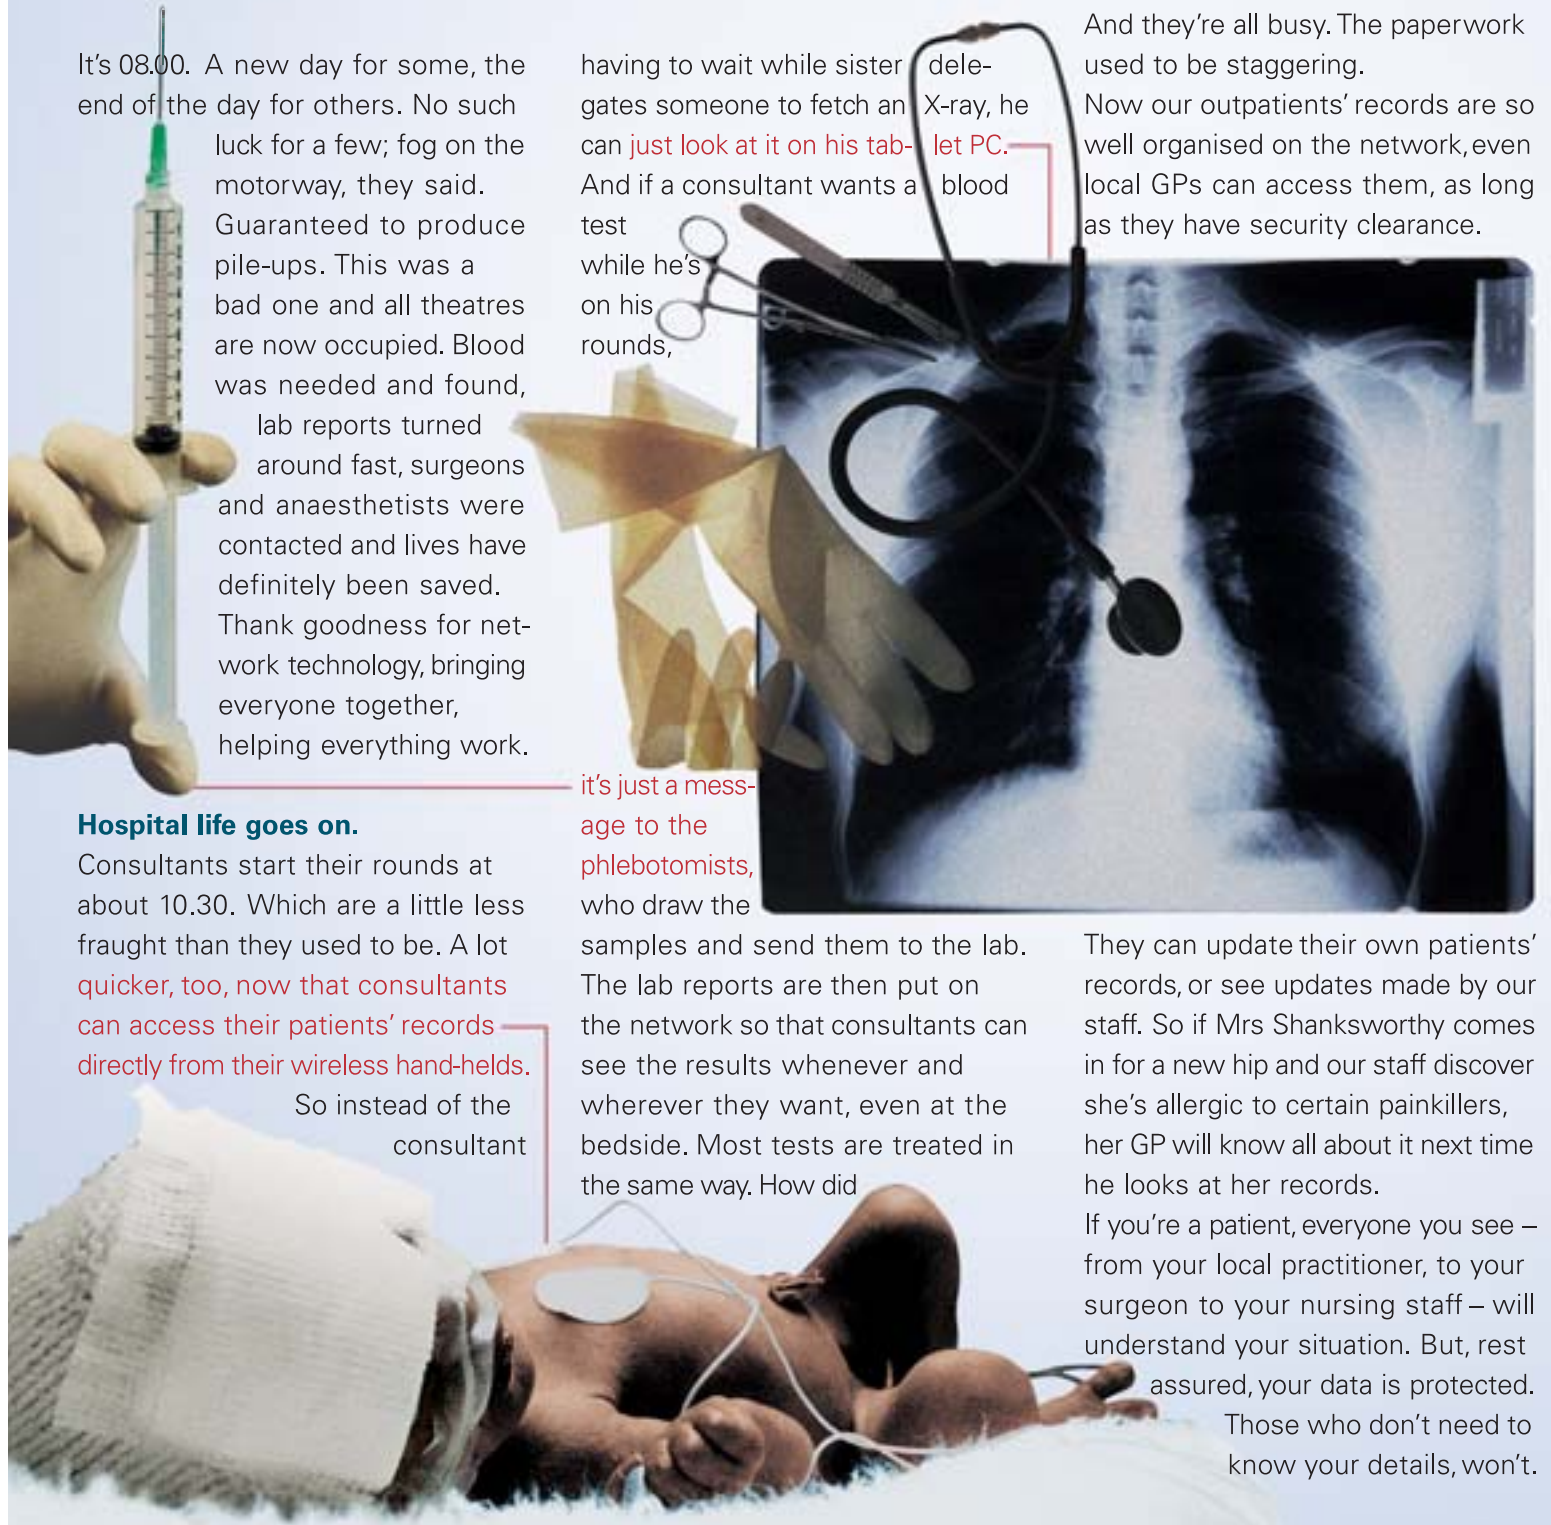 It's 08.00. A new day for some, the
end of the day for others. No such
luck for a few; fog on the
motorway, they said.
Guaranteed to produce
pile-ups. This was a
bad one and all theatres
are now occupied. Blood
was needed and found,
lab reports turned
around fast, surgeons
and anaesthetists were
contacted and lives have
definitely been saved.
Thank goodness for net-
work technology, bringing
everyone together,
helping everything work.
Hospital life goes on.
Consultants start their rounds at
about 10.30. Which are a little less
fraught than they used to be. A lot
quicker, too, now that consultants
can access their patients' records
directly from their wireless hand-helds.
So instead of the
consultant
having to wait while sister dele-
gates someone to fetch an X-ray, he
can just look at it on his tab- let PC.
And if a consultant wants a blood
test
while he's
on his
rounds,
it's just a mess-
age to the
phlebotomists,
who draw the
samples and send them to the lab.
The lab reports are then put on
the network so that consultants can
see the results whenever and
wherever they want, even at the
bedside. Most tests are treated in
the same way. How did
And they're all busy. The paperwork
used to be staggering.
Now our outpatients' records are so
well organised on the network, even
local GPs can access them, as long
as they have security clearance.
They can update their own patients'
records, or see updates made by our
staff. So if Mrs Shanksworthy comes
in for a new hip and our staff discover
she's allergic to certain painkillers,
her GP will know all about it next time
he looks at her records.
If you're a patient, everyone you see –
from your local practitioner, to your
surgeon to your nursing staff – will
understand your situation. But, rest
assured, your data is protected.
Those who don't need to
know your details, won't.